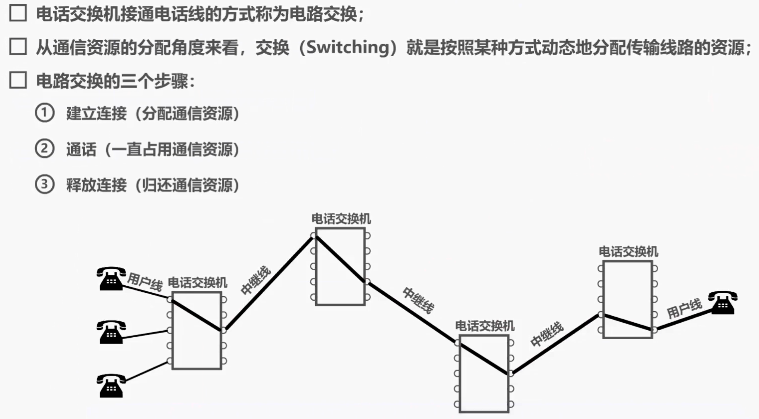 电话交换机接通电话线的方式称为电路交换；
从通信资源的分配角度来看，交换（Switching）就是按照某种方式动态地分配传输线路的资源；
电路交换的三个步骤：
① 建立连接（分配通信资源）
② 通话（一直占用通信资源）
③ 释放连接（归还通信资源）
电话交换机
电话交换机
用户线
电话交换机
中继线
中继线
用户线
电话交换机
中继线